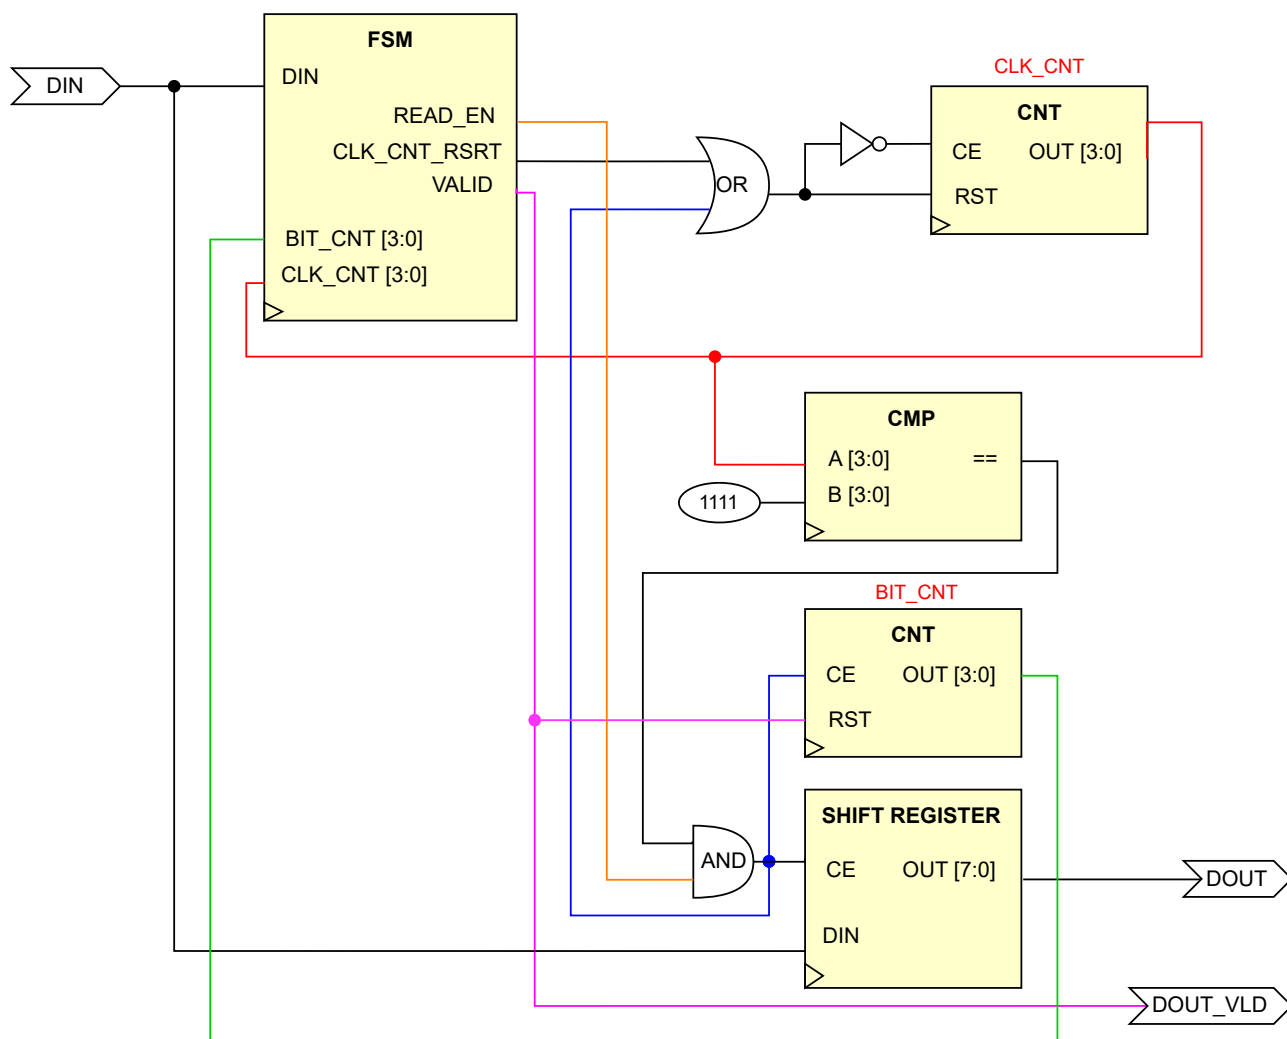 FSM
DIN
DIN
READ_EN
CLK_CNT_RSRT
VALID
BIT_CNT [3:0]
CLK_CNT [3:0]
OR
CLK_CNT
CNT
CE
OUT [3:0]
RST
CMP
A [3:0]
==
B [3:0]
1111
BIT_CNT
CNT
CE
OUT [3:0]
RST
SHIFT REGISTER
AND
CE
OUT [7:0]
DOUT
DIN
DOUT_VLD